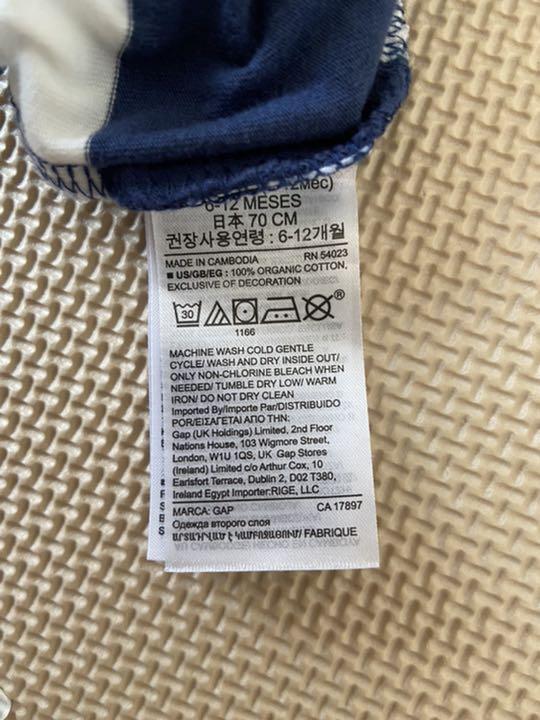 6-12 MESES
日本 70 CM
권장사용연령 : 6-12개월
MADE IN CAMBODIA RN 54023
■ US/GB/EG : 100% ORGANIC COTTON,
EXCLUSIVE OF DECORATION
30 ®
1166
MACHINE WASH COLD GENTLE
CYCLE/ WASH AND DRY INSIDE OUT/
ONLY NON-CHLORINE BLEACH WHEN
NEEDED/ TUMBLE DRY LOW/ WARM
IRON/ DO NOT DRY CLEAN
Imported By/Importe Par/DISTRIBUIDO
POR/ΕΙΣΑΓΕΤΑΙ ΑΠΟ ΤΗΝ:
Gap (UK Holdings) Limited, 2nd Floor
Nations House, 103 Wigmore Street,
London, W1U 1QS, UK Gap Stores
(Ireland) Limited c/o Arthur Cox, 10
Earlsfort Terrace, Dublin 2, D02 T380,
Ireland Egypt Importer:RIGE, LLC
MARCA: GAP CA 17897
Одежда второго слоя
ԱՐՏԱԴՐՎԱԾ Է ԿԱՄԲՈՋԱՅՈՒՄ/ FABRIQUÉ